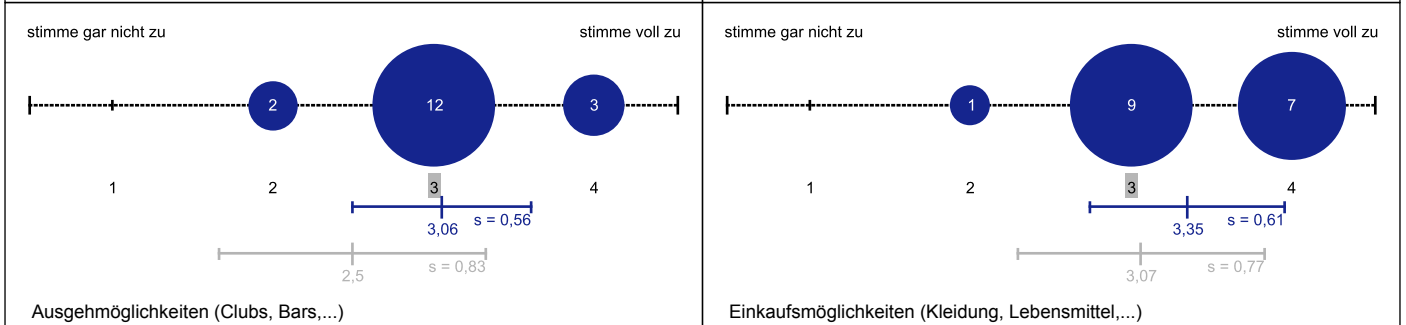 stimme gar nicht zu
stimme voll zu
2
12
3
1
2
3
4
s = 0,56
3,06
s = 0,83
2,5
Ausgehmöglichkeiten (Clubs, Bars,...)
stimme gar nicht zu
stimme voll zu
1
9
7
1
2
3
4
s = 0,61
3,35
s = 0,77
3,07
Einkaufsmöglichkeiten (Kleidung, Lebensmittel,...)